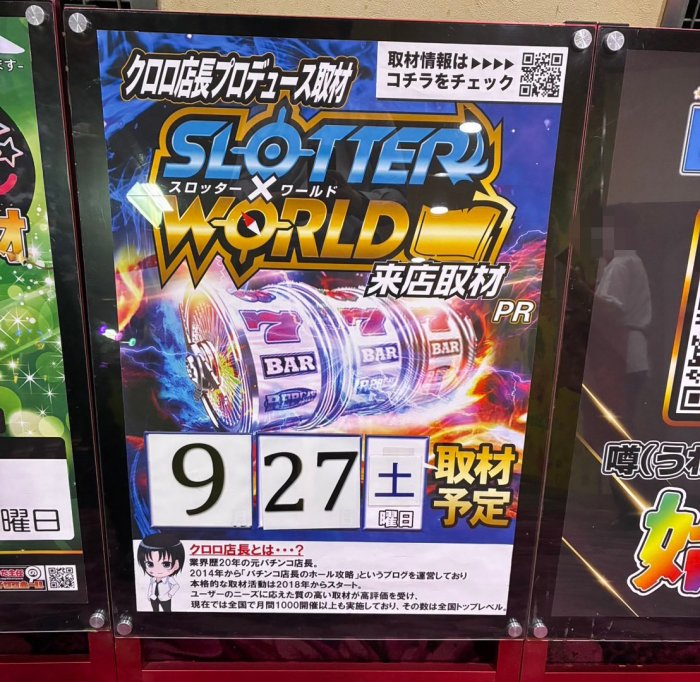 クロロ店長プロデュース取材
取材情報は▶▶▶▶
コチラをチェック
SLOTTER
スロッター×ワールド
WORLD
来店取材
PR
7 7 7
BAR BAR BAR
9 27 土
曜日
取材
予定
クロロ店長とは・・・?
業界歴20年の元パチンコ店長。
2014年から「パチンコ店長のホール攻略」というブログを運営しており
本格的な取材活動は2018年からスタート。
ユーザーのニーズに応えた質の高い取材が高評価を受け、
現在では全国で月間1000開催以上も実施しており、その数は全国トップレベル。
ます-
オ
曜日
噂(うわ